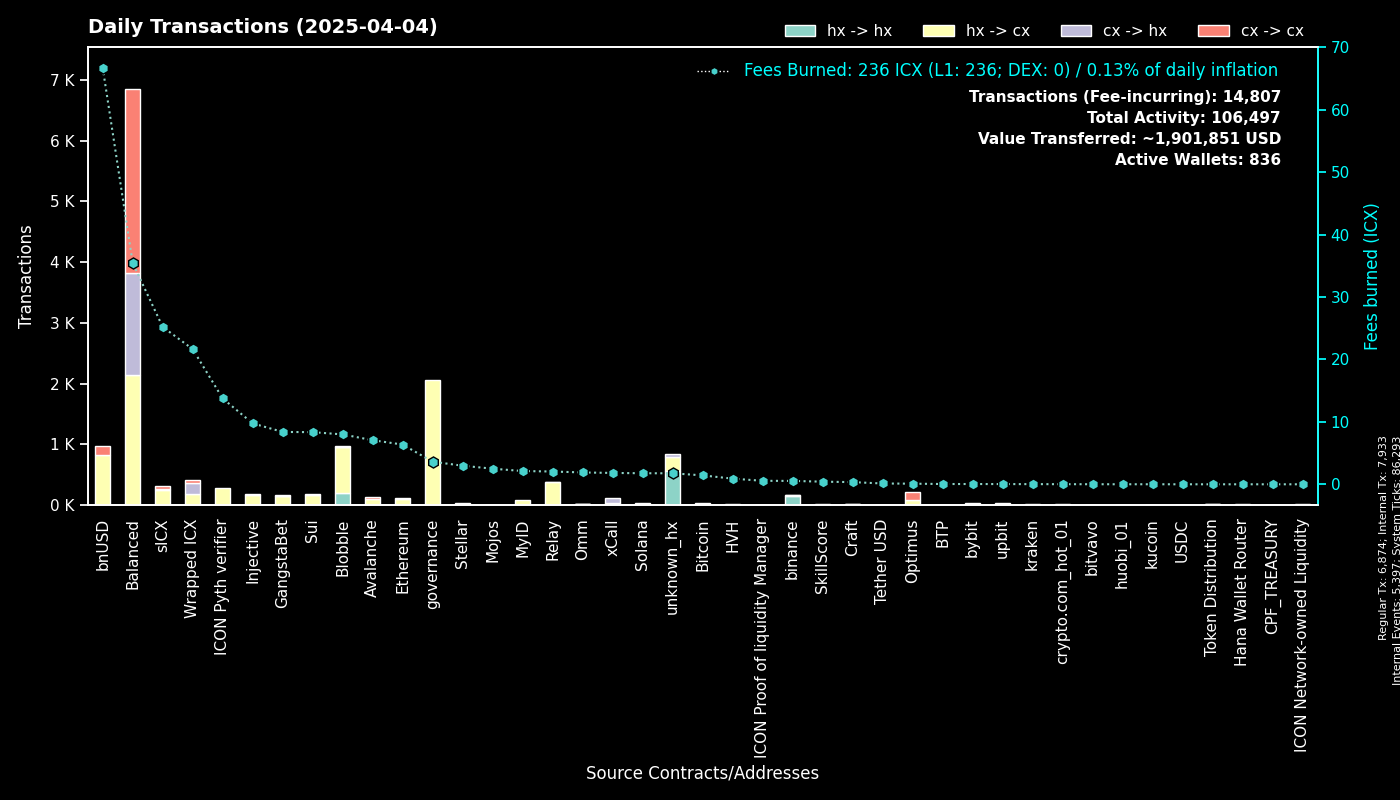 Daily Transactions (2025-04-04)
hx -> hx
hx -> cx
cx -> hx
cx -> cx
Fees Burned: 236 ICX (L1: 236; DEX: 0) / 0.13% of daily inflation
Transactions (Fee-incurring): 14,807
Total Activity: 106,497
Value Transferred: ~1,901,851 USD
Active Wallets: 836
Transactions
7 K
6 K
5 K
4 K
3 K
2 K
1 K
0 K
70
60
50
40
30
20
10
0
Fees burned (ICX)
bnUSD
Balanced
sICX
Wrapped ICX
ICON Pyth verifier
Injective
GangstaBet
Sui
Blobble
Avalanche
Ethereum
governance
Stellar
Mojos
MyID
Relay
Omm
xCall
Solana
unknown_hx
Bitcoin
HVH
ICON Proof of liquidity Manager
binance
SkillScore
Craft
Tether USD
Optimus
BTP
bybit
upbit
kraken
crypto.com_hot_01
bitvavo
huobi_01
kucoin
USDC
Token Distribution
Hana Wallet Router
CPF_TREASURY
ICON Network-owned Liquidity
Source Contracts/Addresses
Regular Tx: 6,874; Internal Tx: 7,933
Internal Events: 5,397; System Ticks: 86,293